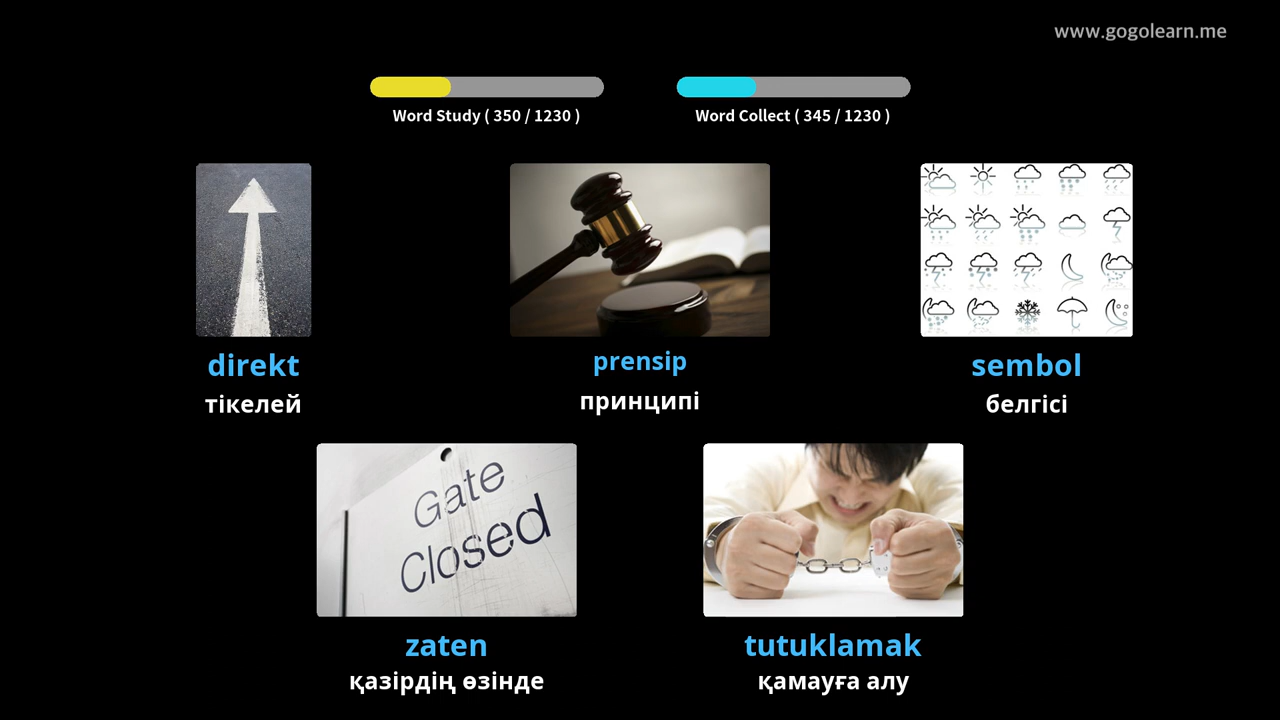 www.gogolearn.me
Word Study ( 350 / 1230 )
Word Collect ( 345 / 1230 )
direkt
тікелей
prensip
принципі
sembol
белгісі
Gate
Closed
zaten
қазірдің өзінде
tutuklamak
қамауға алу